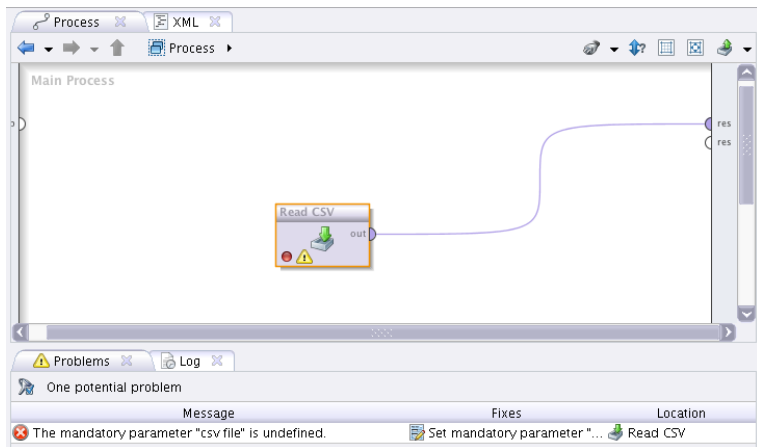 Process XML
Process
Main Process
res
res
Read CSV
out
Problems Log
One potential problem
Message Fixes Location
The mandatory parameter "csv file" is undefined. Set mandatory parameter "... Read CSV